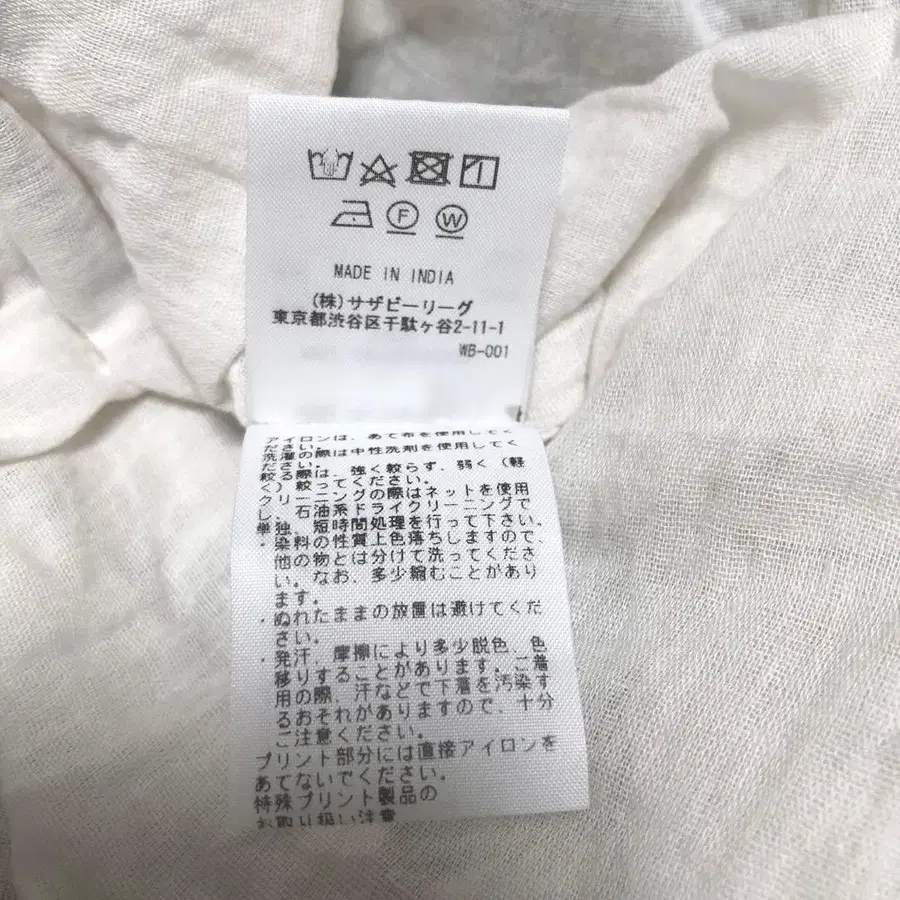 F W
MADE IN INDIA
(株)サザビーリーグ
東京都渋谷区千駄ヶ谷2-11-1
WB-001
アイロンは、あて布を使用してく
ださい。
洗濯の際は中性洗剤を使用してく
ださい。
絞る際は、強く絞らず、弱く(軽
く)絞ってください。
クリーニングの際はネットを使用
し、石油系ドライクリーニングで
単独、短時間処理を行って下さい。
・染料の性質上色落ちしますので、
他の物とは分けて洗ってくださ
い。なお、多少縮むことがあり
ます。
・ぬれたままの放置は避けてくだ
さい。
・発汗、摩擦により多少脱色、色
移りすることがあります。ご着
用の際、汗などで下着を汚染す
るおそれがありますので、十分
ご注意ください。
プリント部分には直接アイロンを
あてないでください。
特殊プリント製品の
お取り扱い注意